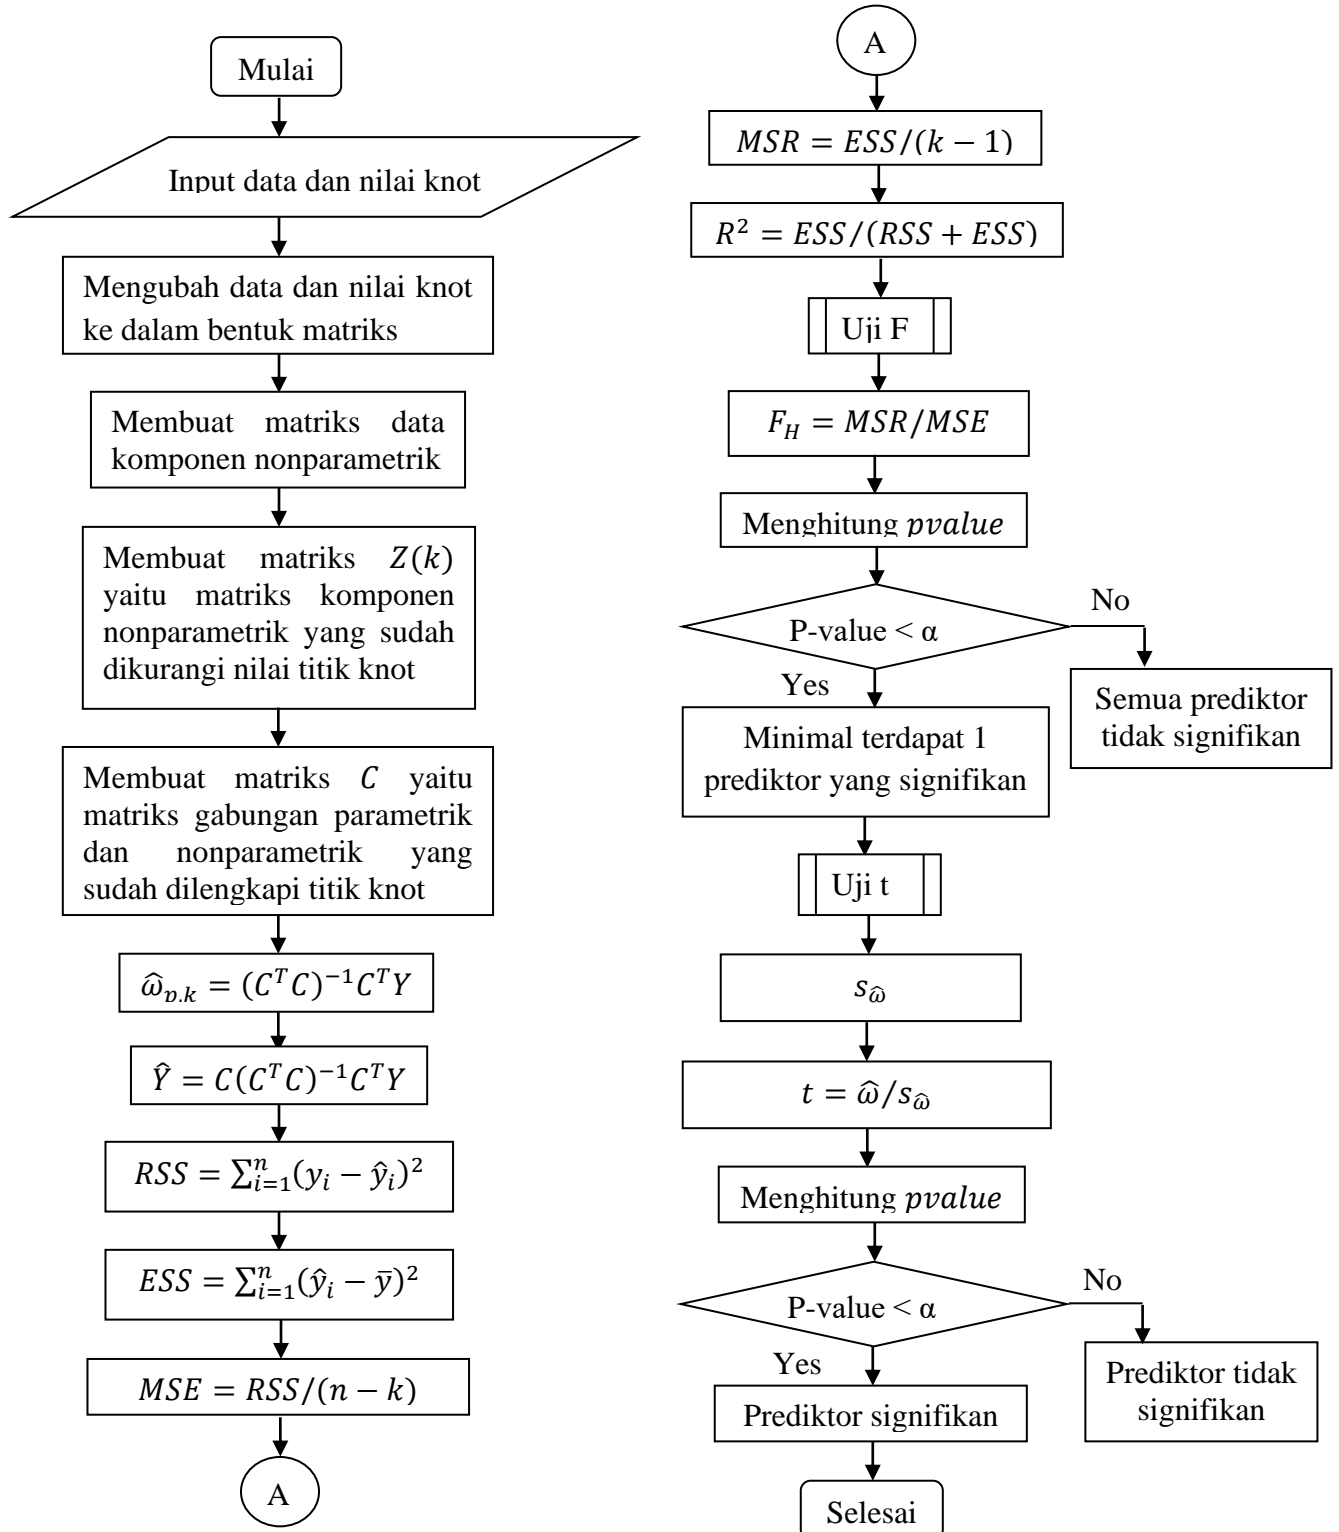 Mulai
Input data dan nilai knot
Mengubah data dan nilai knot
ke dalam bentuk matriks
Membuat matriks data
komponen nonparametrik
Membuat matriks Z(k)
yaitu matriks komponen
nonparametrik yang sudah
dikurangi nilai titik knot
Membuat matriks C yaitu
matriks gabungan parametrik
dan nonparametrik yang
sudah dilengkapi titik knot
ω̂_{p,k} = (C^T C)^{−1} C^T Y
Ŷ = C(C^T C)^{−1} C^T Y
RSS = ∑_{i=1}^{n} (y_i − ŷ_i)^2
ESS = ∑_{i=1}^{n} (ŷ_i − ȳ)^2
MSE = RSS/(n − k)
A
A
MSR = ESS/(k − 1)
R^2 = ESS/(RSS + ESS)
Uji F
F_H = MSR/MSE
Menghitung pvalue
P-value < α
No
Yes
Semua prediktor
tidak signifikan
Minimal terdapat 1
prediktor yang signifikan
Uji t
s_ω̂
t = ω̂/s_ω̂
Menghitung pvalue
P-value < α
No
Yes
Prediktor tidak
signifikan
Prediktor signifikan
Selesai